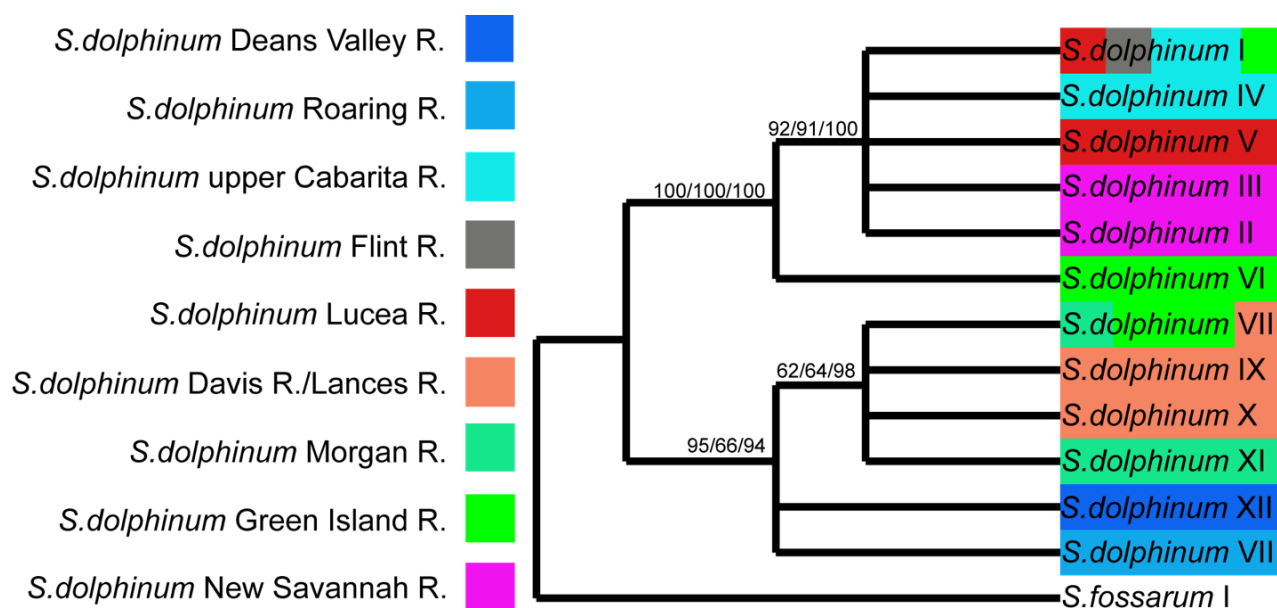 S.dolphinum Deans Valley R.
S.dolphinum Roaring R.
S.dolphinum upper Cabarita R.
S.dolphinum Flint R.
S.dolphinum Lucea R.
S.dolphinum Davis R./Lances R.
S.dolphinum Morgan R.
S.dolphinum Green Island R.
S.dolphinum New Savannah R.
92/91/100
100/100/100
62/64/98
95/66/94
S.dolphinum I
S.dolphinum IV
S.dolphinum V
S.dolphinum III
S.dolphinum II
S.dolphinum VI
S.dolphinum VII
S.dolphinum IX
S.dolphinum X
S.dolphinum XI
S.dolphinum XII
S.dolphinum VII
S.fossarum I